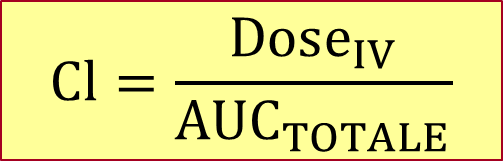 Cl = Dose_IV / AUC_TOTALE